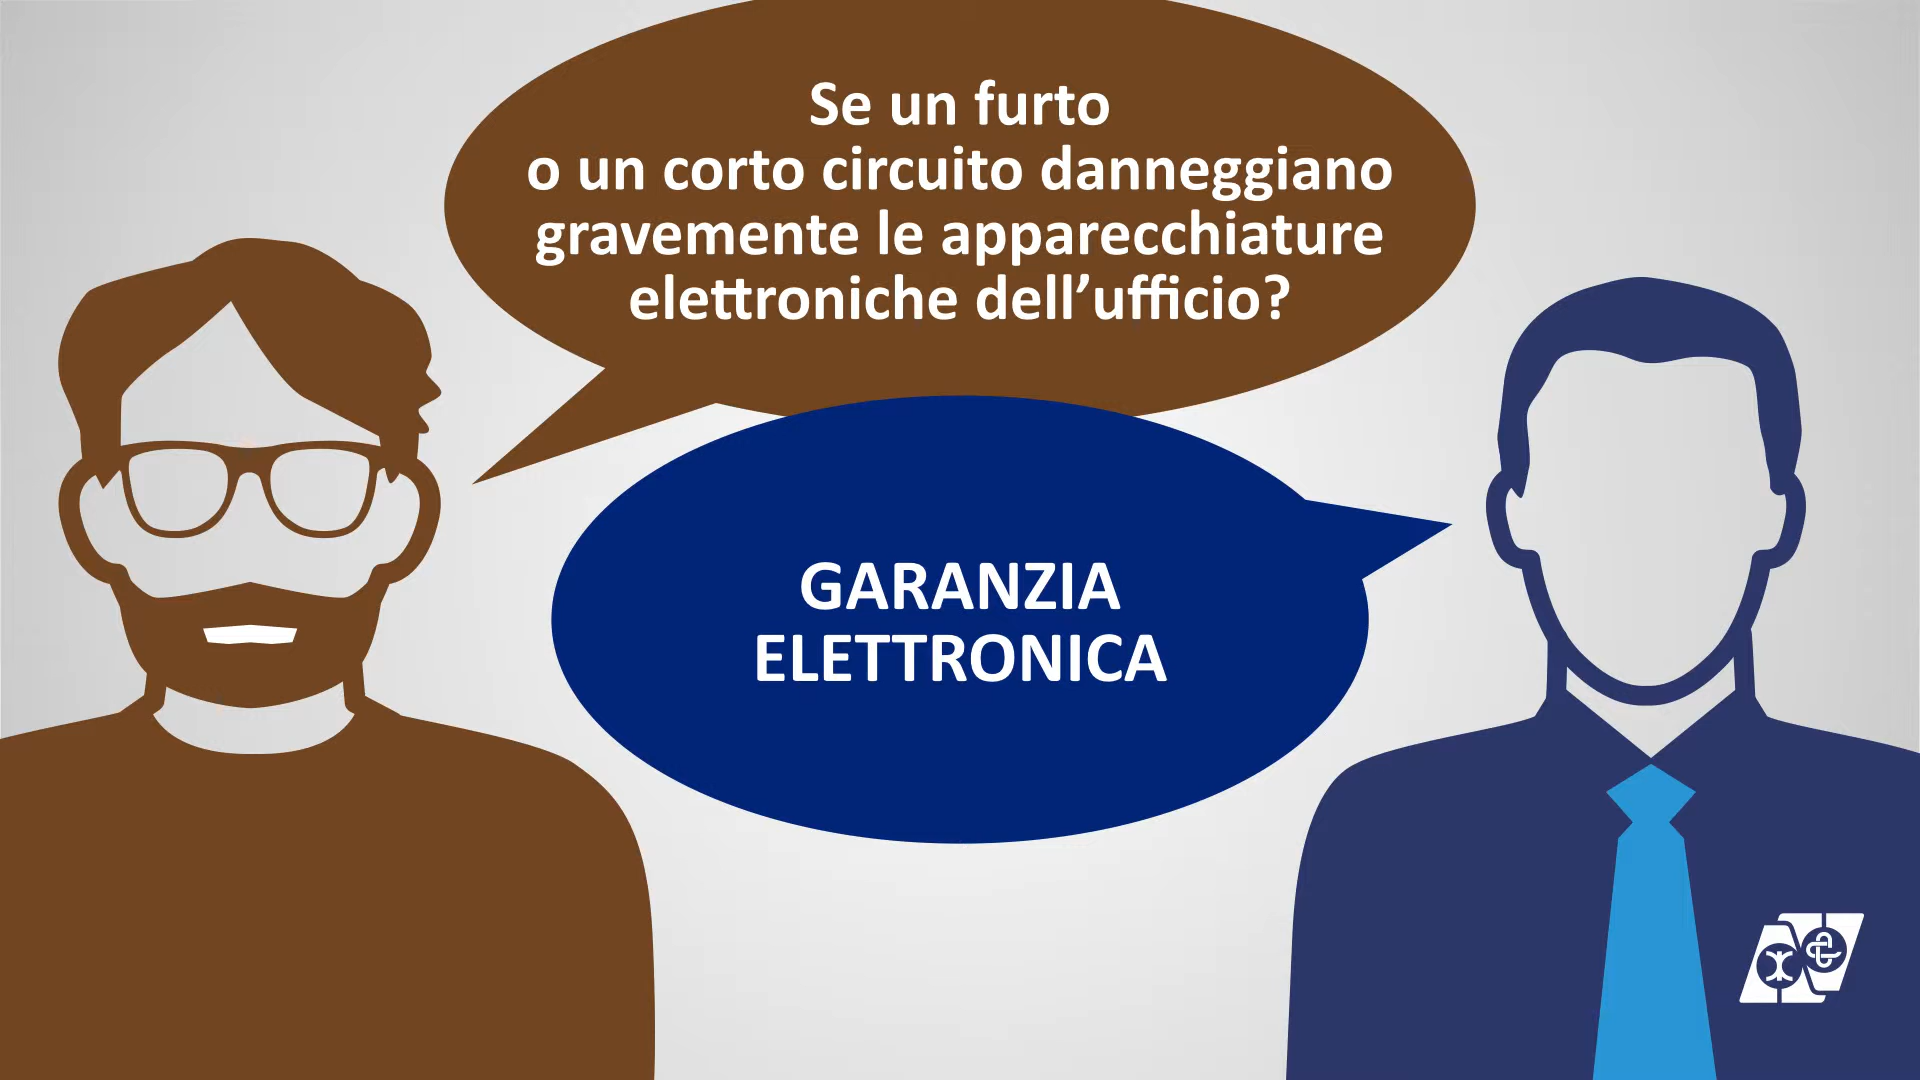 Se un furto
o un corto circuito danneggiano
gravemente le apparecchiature
elettroniche dell’ufficio?
GARANZIA
ELETTRONICA